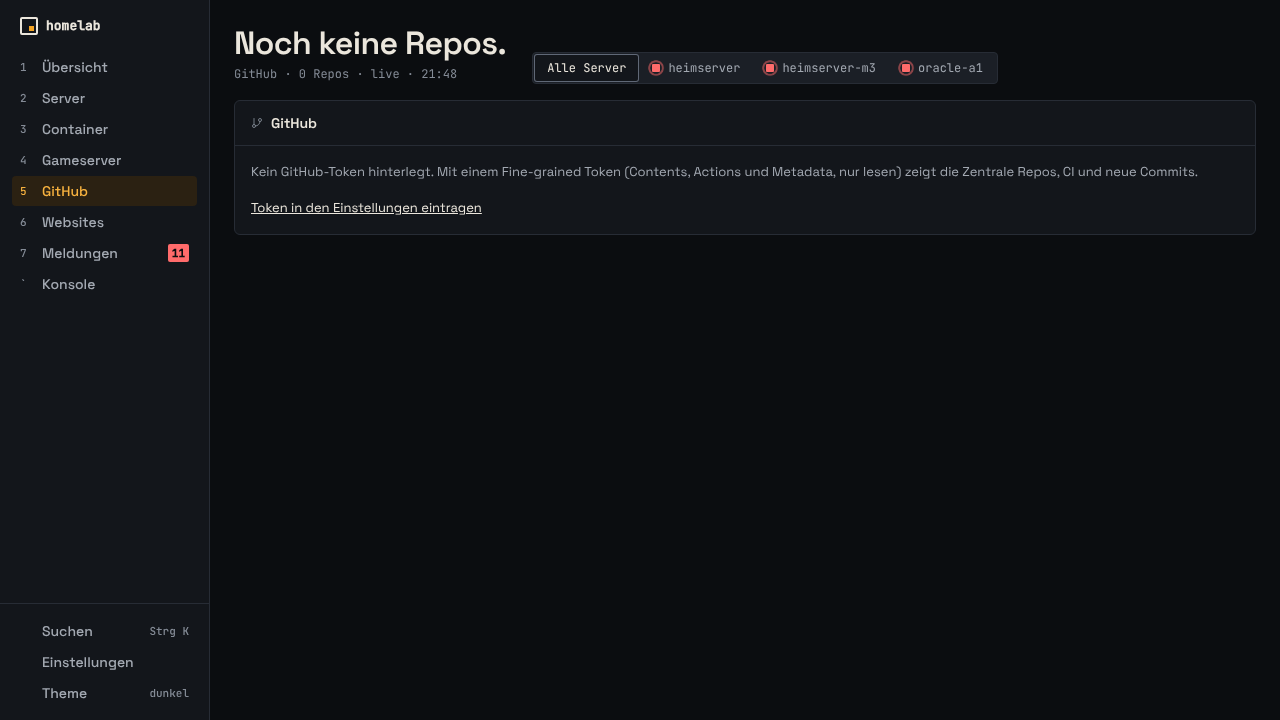 homelab
1 Übersicht
2 Server
3 Container
4 Gameserver
5 GitHub
6 Websites
7 Meldungen 11
` Konsole
Suchen Strg K
Einstellungen
Theme dunkel
Noch keine Repos.
GitHub · 0 Repos · live · 21:48
Alle Server heimserver heimserver-m3 oracle-a1
GitHub
Kein GitHub-Token hinterlegt. Mit einem Fine-grained Token (Contents, Actions und Metadata, nur lesen) zeigt die Zentrale Repos, CI und neue Commits.
Token in den Einstellungen eintragen